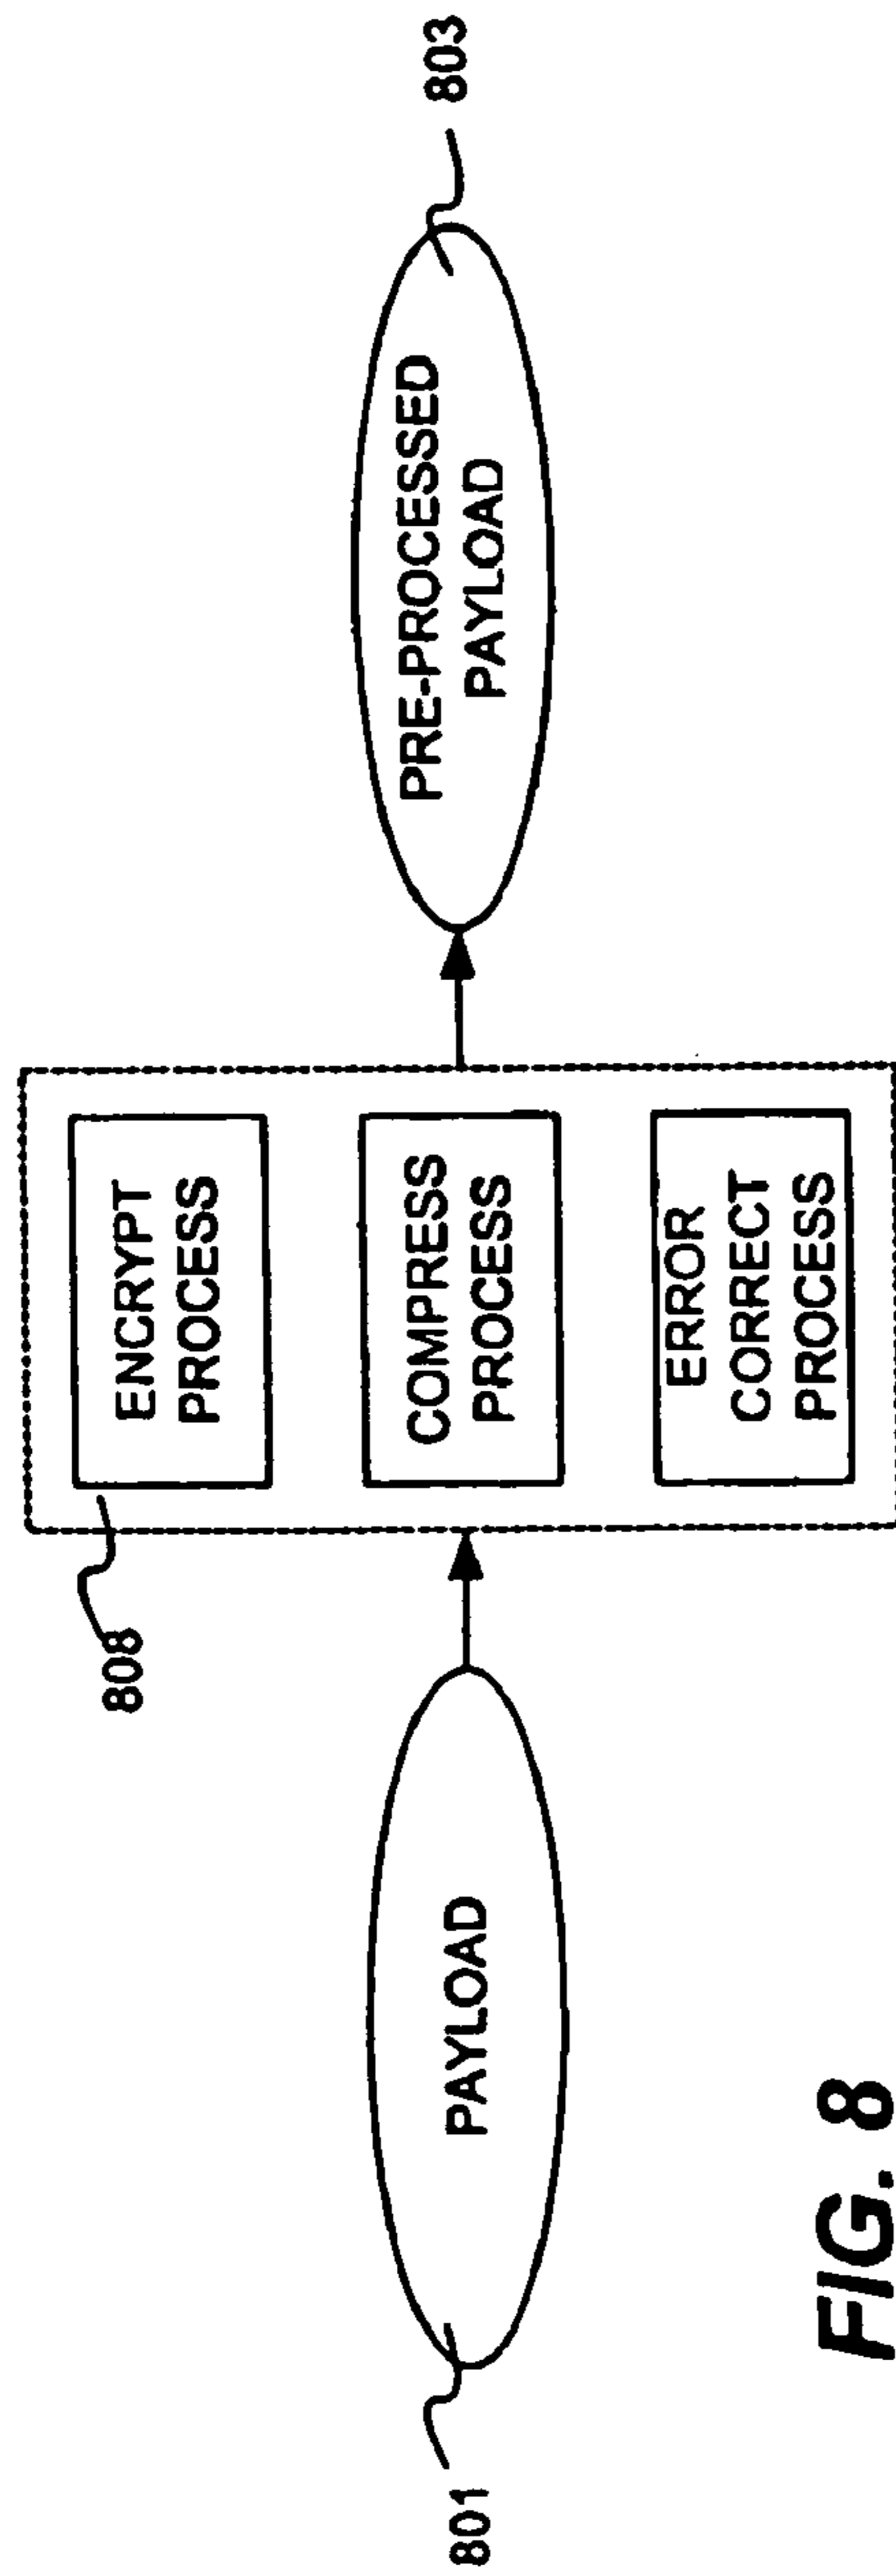 801
PAYLOAD
808
ENCRYPT
PROCESS
COMPRESS
PROCESS
ERROR
CORRECT
PROCESS
PRE-PROCESSED
PAYLOAD
803
FIG. 8